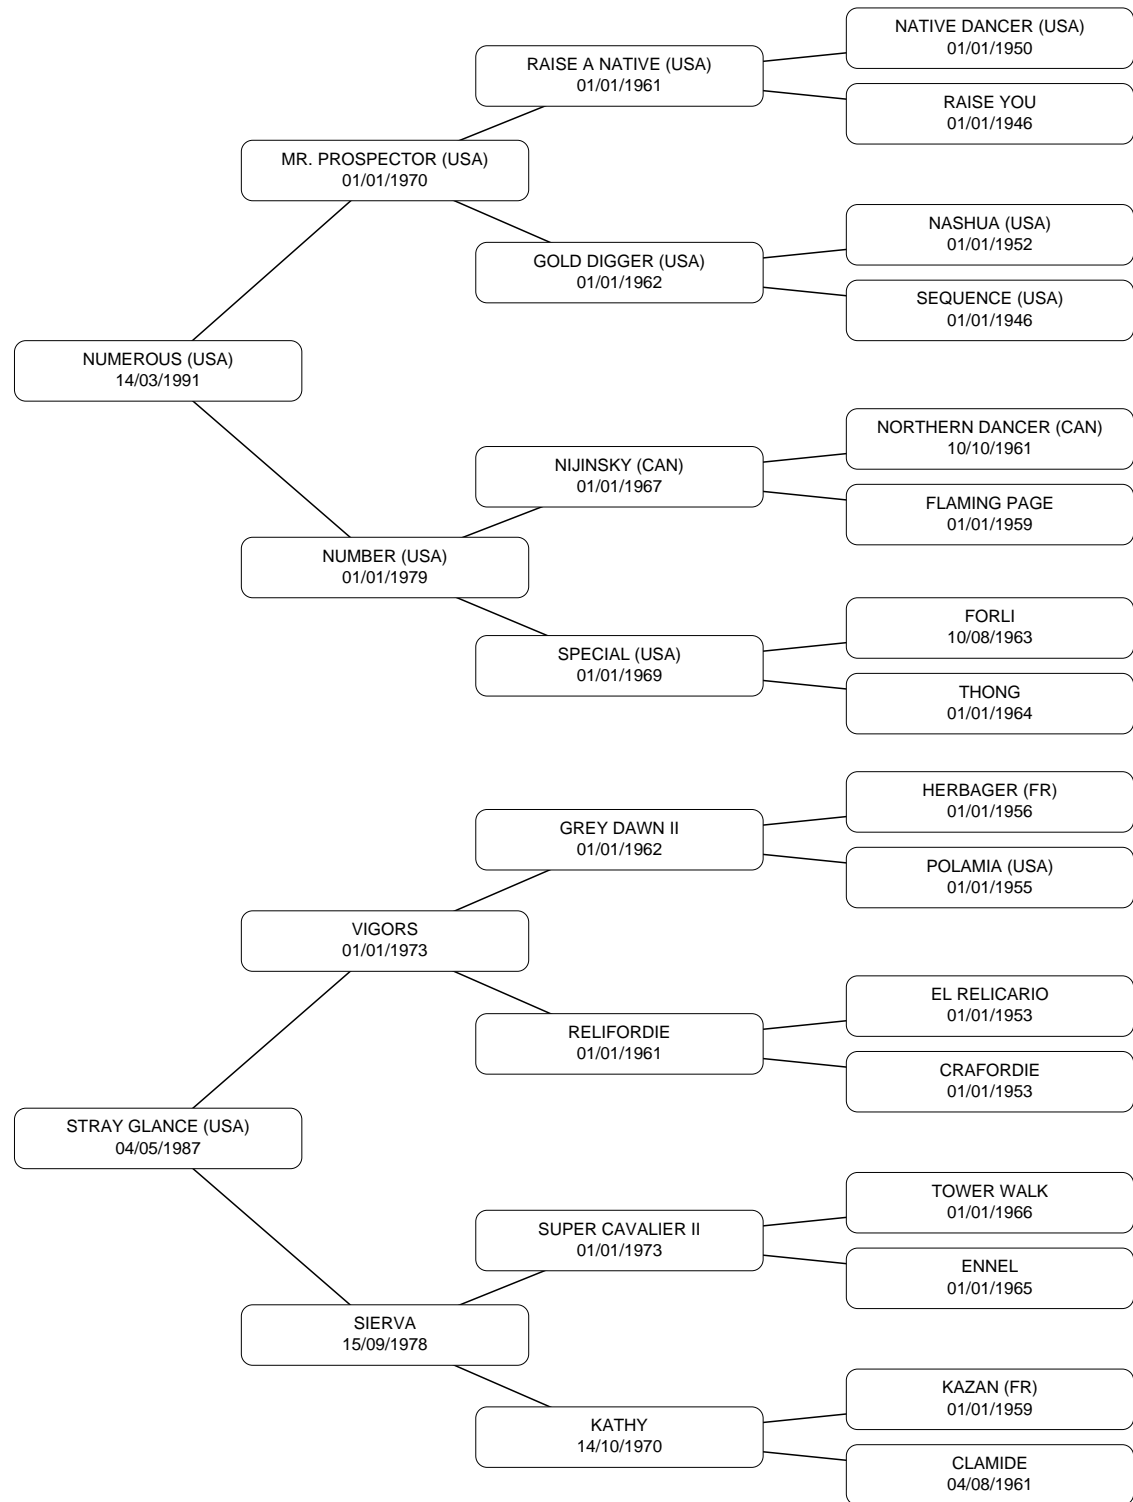 NATIVE DANCER (USA)
01/01/1950
RAISE A NATIVE (USA)
01/01/1961
RAISE YOU
01/01/1946
MR. PROSPECTOR (USA)
01/01/1970
NASHUA (USA)
01/01/1952
GOLD DIGGER (USA)
01/01/1962
SEQUENCE (USA)
01/01/1946
NUMEROUS (USA)
14/03/1991
NORTHERN DANCER (CAN)
10/10/1961
NIJINSKY (CAN)
01/01/1967
FLAMING PAGE
01/01/1959
NUMBER (USA)
01/01/1979
FORLI
10/08/1963
SPECIAL (USA)
01/01/1969
THONG
01/01/1964
HERBAGER (FR)
01/01/1956
GREY DAWN II
01/01/1962
POLAMIA (USA)
01/01/1955
VIGORS
01/01/1973
EL RELICARIO
01/01/1953
RELIFORDIE
01/01/1961
CRAFORDIE
01/01/1953
STRAY GLANCE (USA)
04/05/1987
TOWER WALK
01/01/1966
SUPER CAVALIER II
01/01/1973
ENNEL
01/01/1965
SIERVA
15/09/1978
KAZAN (FR)
01/01/1959
KATHY
14/10/1970
CLAMIDE
04/08/1961